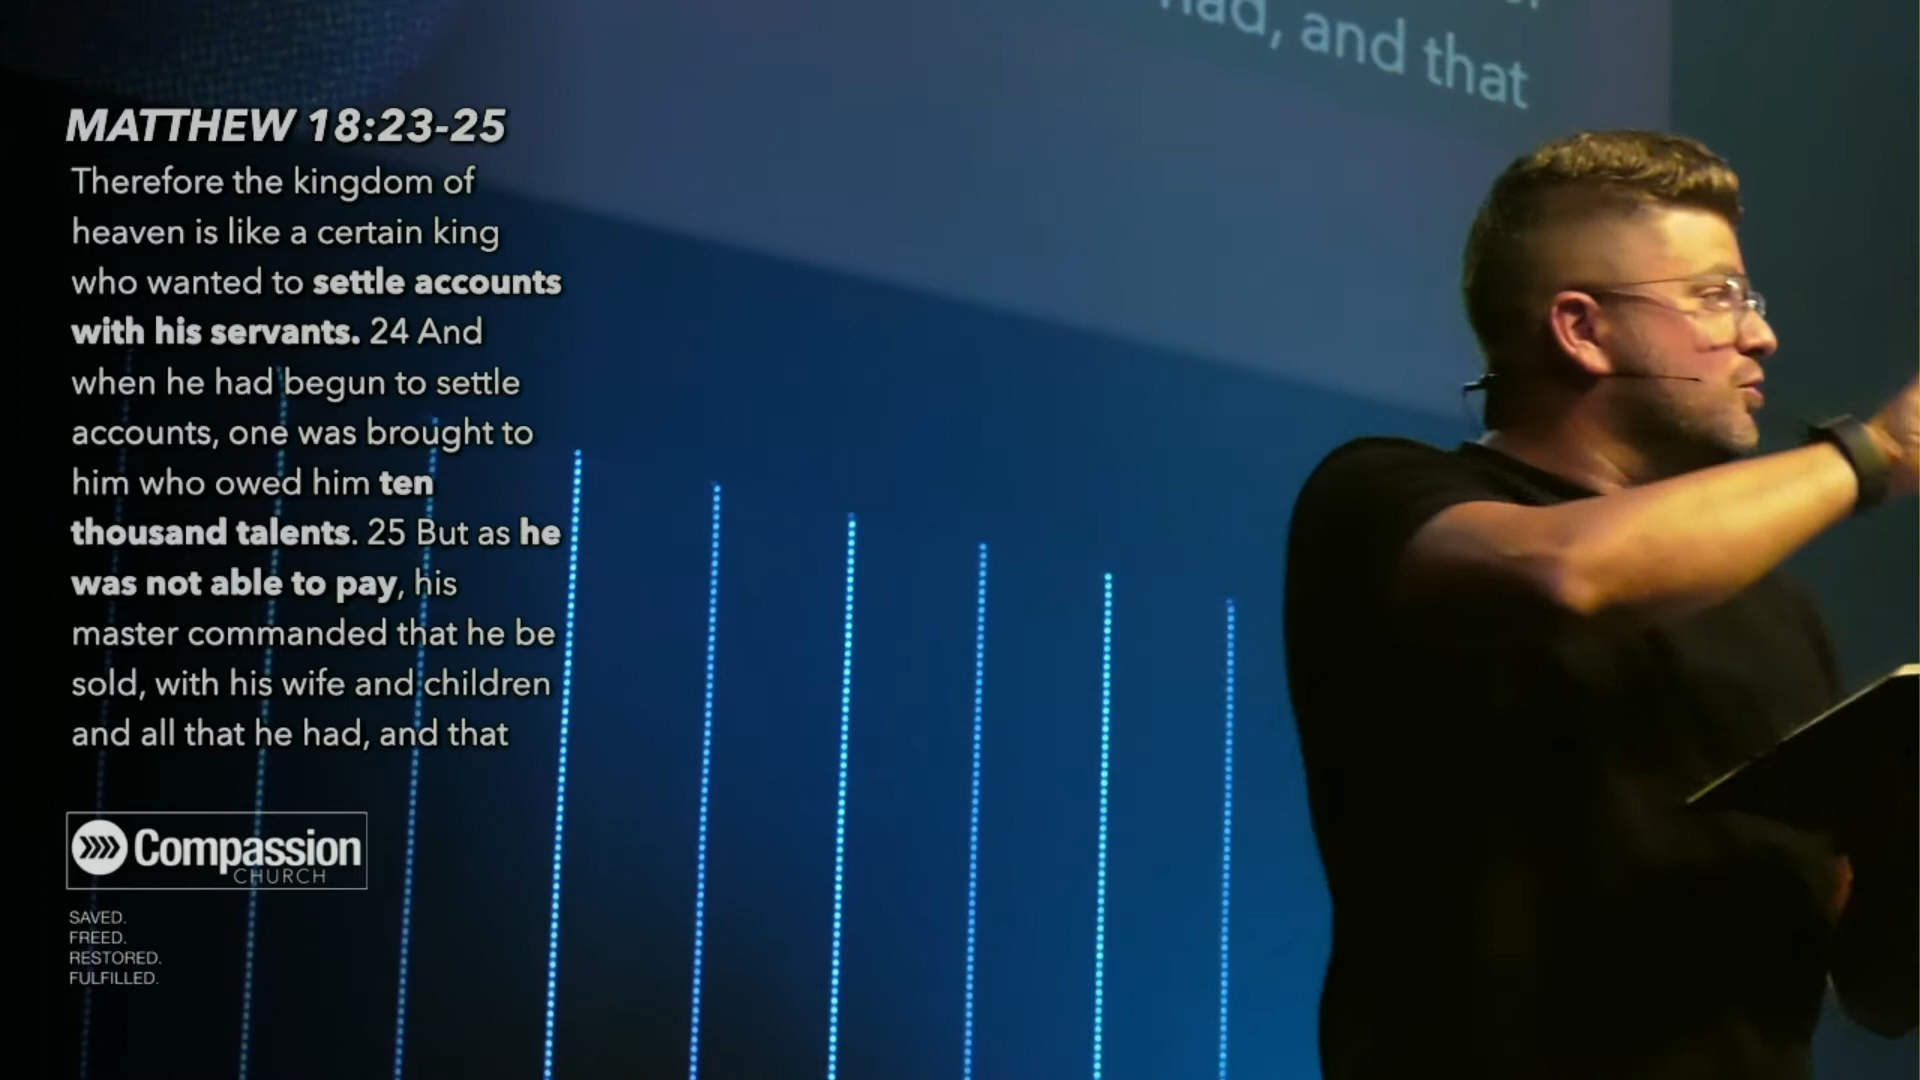 had, and that
MATTHEW 18:23-25
Therefore the kingdom of
heaven is like a certain king
who wanted to settle accounts
with his servants. 24 And
when he had begun to settle
accounts, one was brought to
him who owed him ten
thousand talents. 25 But as he
was not able to pay, his
master commanded that he be
sold, with his wife and children
and all that he had, and that
Compassion
CHURCH
SAVED.
FREED.
RESTORED.
FULFILLED.